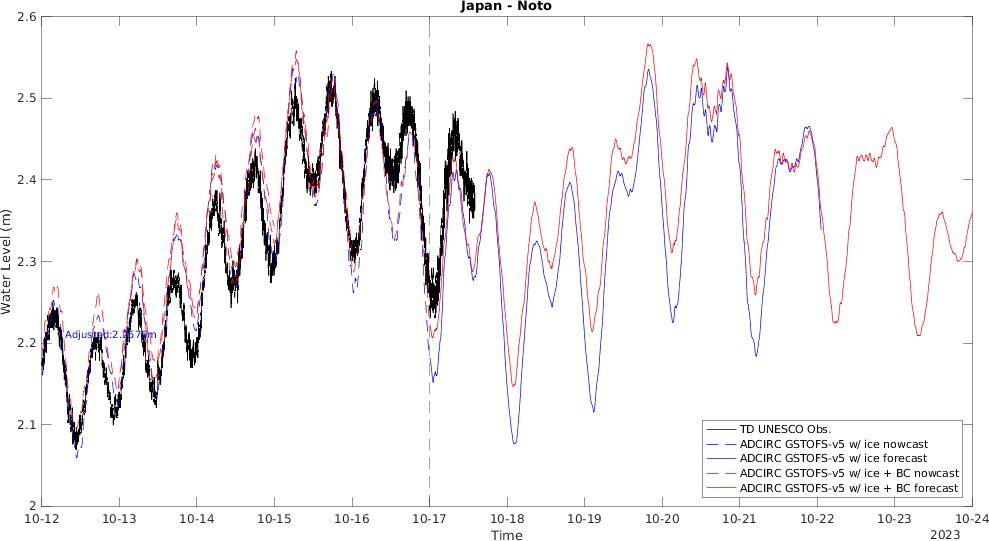 Japan - Noto
2.6
2.5
2.4
2.3
2.2
2.1
2
Water Level (m)
10-12
10-13
10-14
10-15
10-16
10-17
10-18
10-19
10-20
10-21
10-22
10-23
10-24
Time
2023
TD UNESCO Obs.
ADCIRC GSTOFS-v5 w/ ice nowcast
ADCIRC GSTOFS-v5 w/ ice forecast
ADCIRC GSTOFS-v5 w/ ice + BC nowcast
ADCIRC GSTOFS-v5 w/ ice + BC forecast